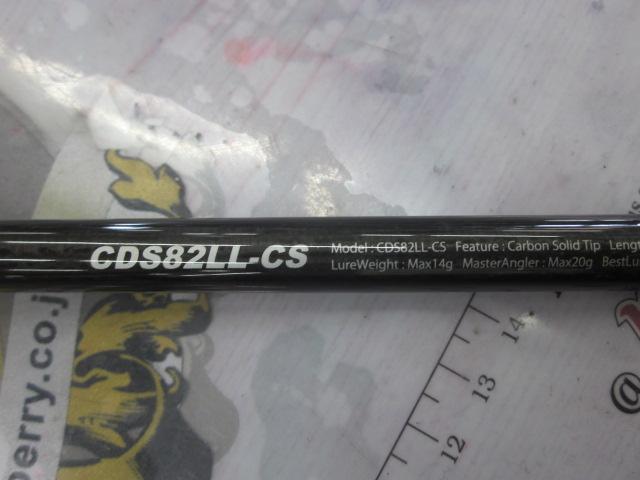 CDS82LL-CS
Model : CDS82LL-CS Feature : Carbon Solid Tip
LureWeight : Max14g MasterAngler : Max20g
14
13
12
@
erry.co.j